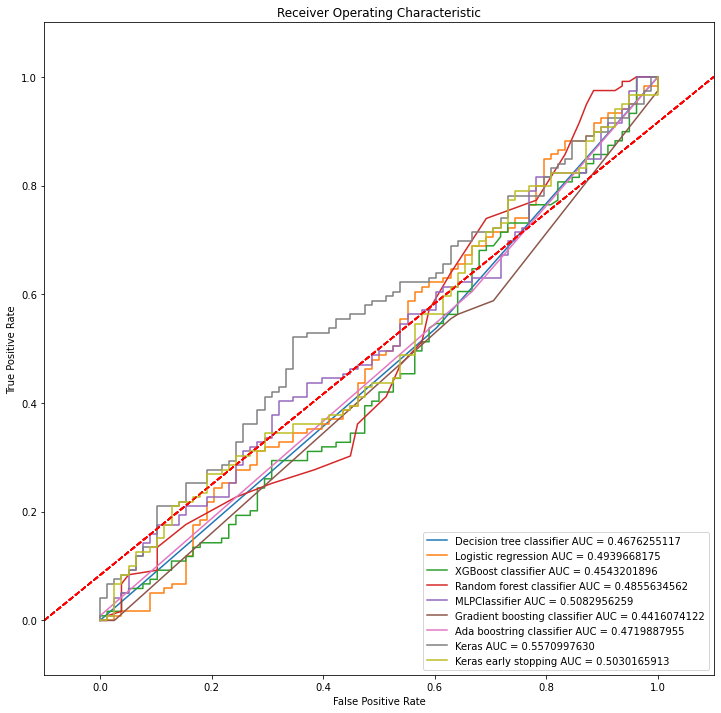 Receiver Operating Characteristic
True Positive Rate
1.0
0.8
0.6
0.4
0.2
0.0
Decision tree classifier AUC = 0.4676255117
Logistic regression AUC = 0.4939668175
XGBoost classifier AUC = 0.4543201896
Random forest classifier AUC = 0.4855634562
MLPClassifier AUC = 0.5082956259
Gradient boosting classifier AUC = 0.4416074122
Ada boostring classifier AUC = 0.4719887955
Keras AUC = 0.5570997630
Keras early stopping AUC = 0.5030165913
0.0 0.2 0.4 0.6 0.8 1.0
False Positive Rate